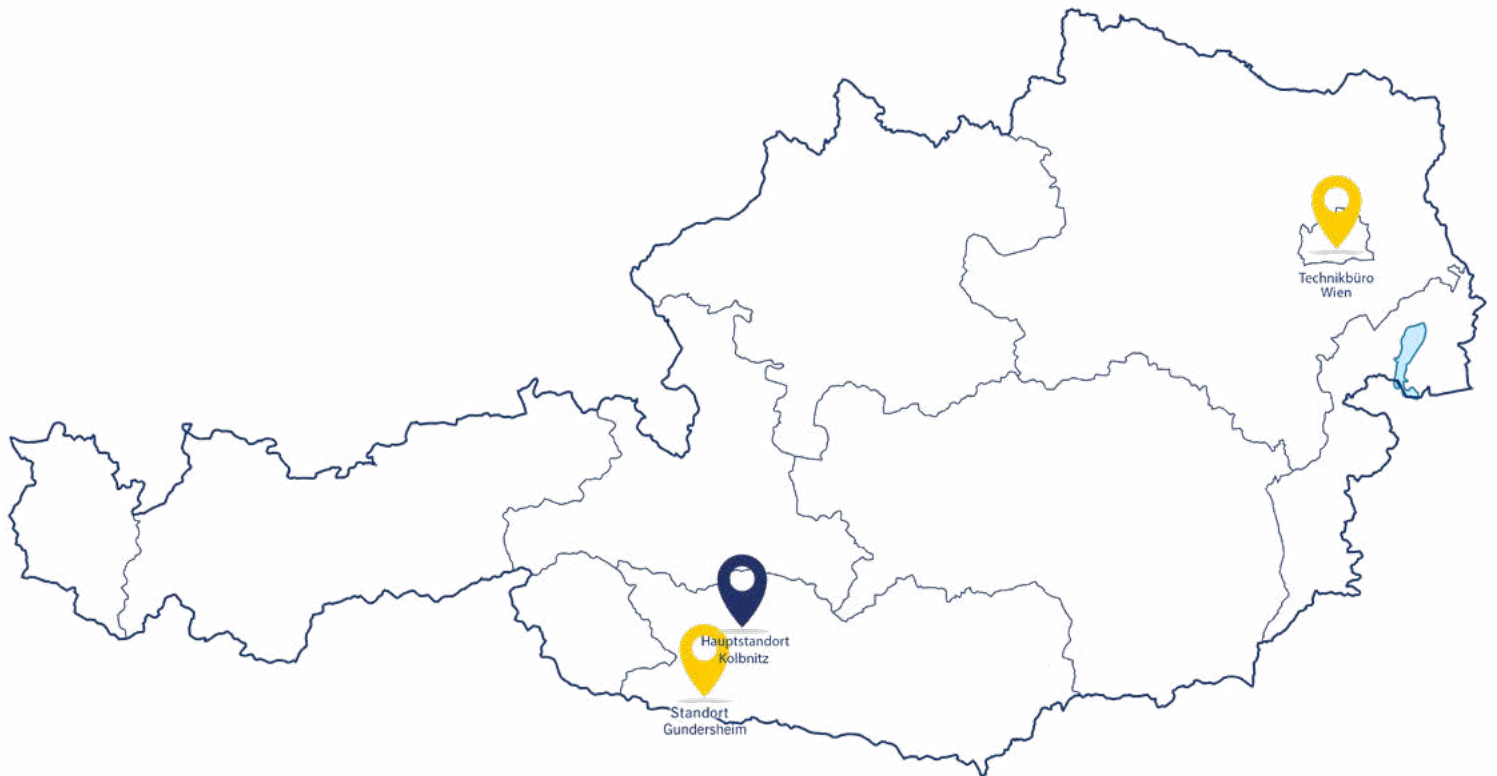 Technikbüro
Wien
Hauptstandort
Kolbnitz
Standort
Gundersheim